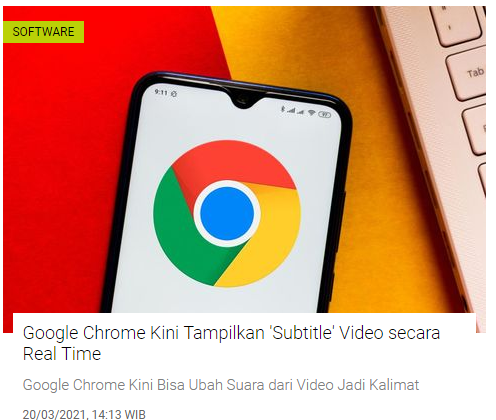 SOFTWARE
9:11
Tab
Google Chrome Kini Tampilkan 'Subtitle' Video secara
Real Time
Google Chrome Kini Bisa Ubah Suara dari Video Jadi Kalimat
20/03/2021, 14:13 WIB